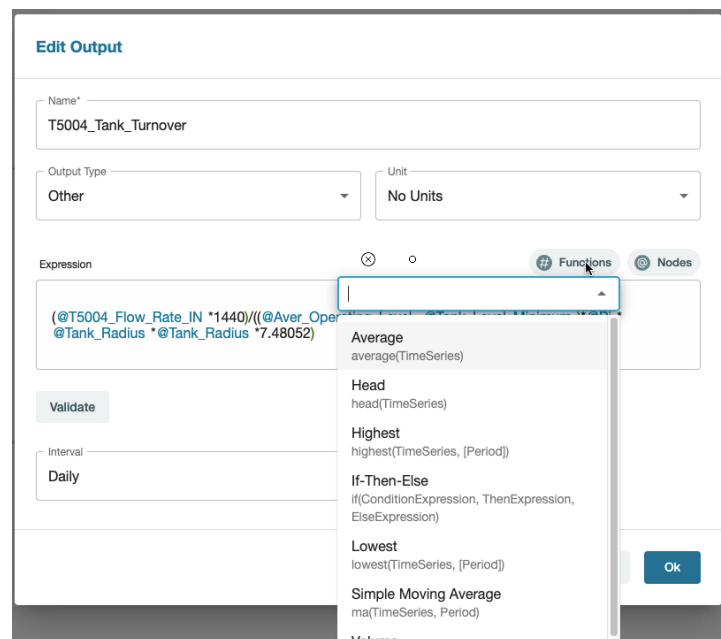 Edit Output
Name*
T5004_Tank_Turnover
Output Type
Other
Unit
No Units
Expression
# Functions
@ Nodes
(@T5004_Flow_Rate_IN *1440)/((@Aver_Operating_Level - @Tank_Level_Minimum )*@Pi *
@Tank_Radius *@Tank_Radius *7.48052)
Average
average(TimeSeries)
Head
head(TimeSeries)
Highest
highest(TimeSeries, [Period])
If-Then-Else
if(ConditionExpression, ThenExpression,
ElseExpression)
Lowest
lowest(TimeSeries, [Period])
Simple Moving Average
ma(TimeSeries, Period)
Validate
Interval
Daily
Ok